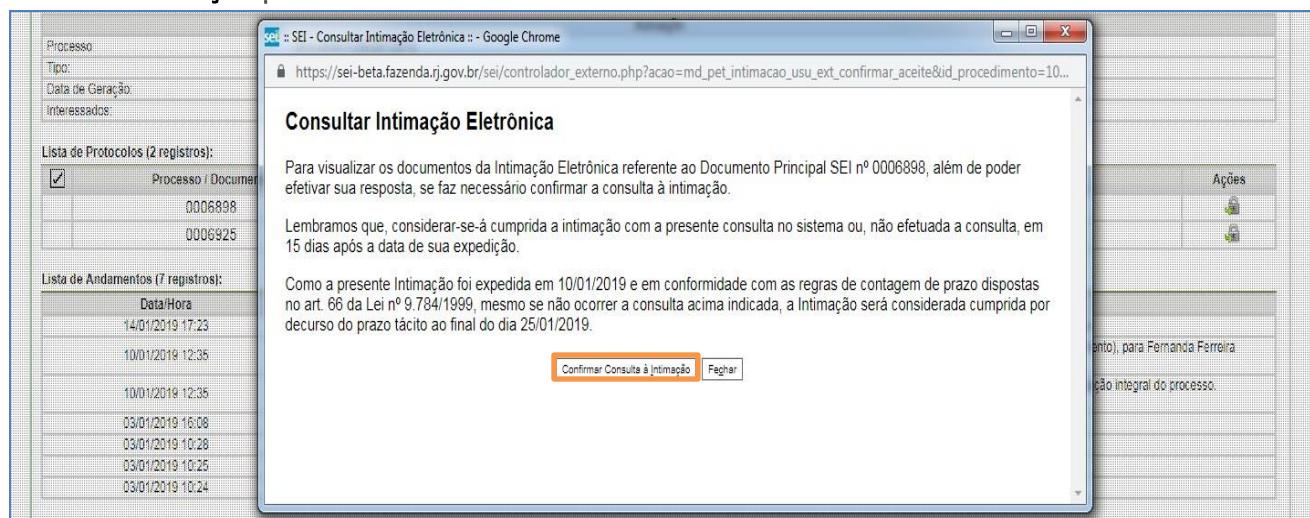 sei. :: SEI - Consultar Intimação Eletrônica :: - Google Chrome
https://sei-beta.fazenda.rj.gov.br/sei/controlador_externo.php?acao=md_pet_intimacao_usu_ext_confirmar_aceite&id_procedimento=10...
Processo
Tipo:
Data de Geração:
Interessados:
Lista de Protocolos (2 registros):
Processo / Documen
Ações
0006898
0006925
Lista de Andamentos (7 registros):
Data/Hora
14/01/2019 17:23
10/01/2019 12:35
ento), para Fernanda Ferreira
10/01/2019 12:35
ção integral do processo.
03/01/2019 16:08
03/01/2019 10:28
03/01/2019 10:25
03/01/2019 10:24
Consultar Intimação Eletrônica
Para visualizar os documentos da Intimação Eletrônica referente ao Documento Principal SEI nº 0006898, além de poder
efetivar sua resposta, se faz necessário confirmar a consulta à intimação.
Lembramos que, considerar-se-á cumprida a intimação com a presente consulta no sistema ou, não efetuada a consulta, em
15 dias após a data de sua expedição.
Como a presente Intimação foi expedida em 10/01/2019 e em conformidade com as regras de contagem de prazo dispostas
no art. 66 da Lei nº 9.784/1999, mesmo se não ocorrer a consulta acima indicada, a Intimação será considerada cumprida por
decurso do prazo tácito ao final do dia 25/01/2019.
Confirmar Consulta à Intimação
Fechar